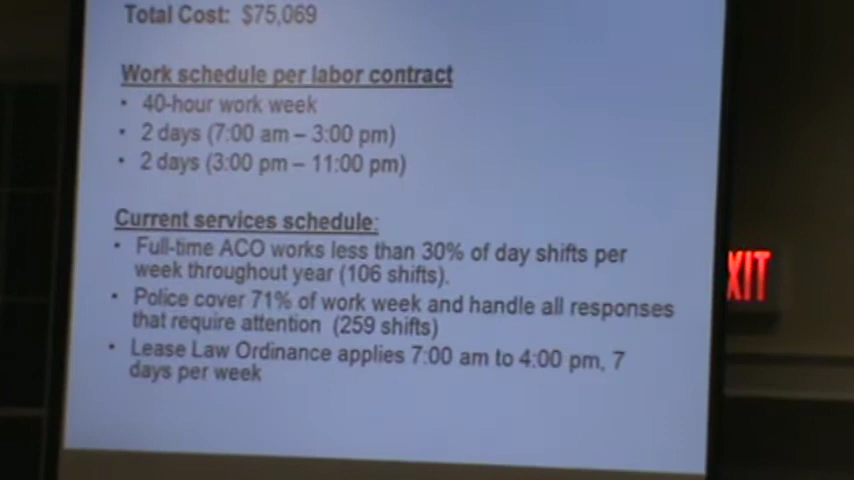 Total Cost: $75,069
Work schedule per labor contract
• 40-hour work week
• 2 days (7:00 am – 3:00 pm)
• 2 days (3:00 pm – 11:00 pm)
Current services schedule:
• Full-time ACO works less than 30% of day shifts per
week throughout year (106 shifts).
• Police cover 71% of work week and handle all responses
that require attention (259 shifts)
• Lease Law Ordinance applies 7:00 am to 4:00 pm, 7
days per week
XIT